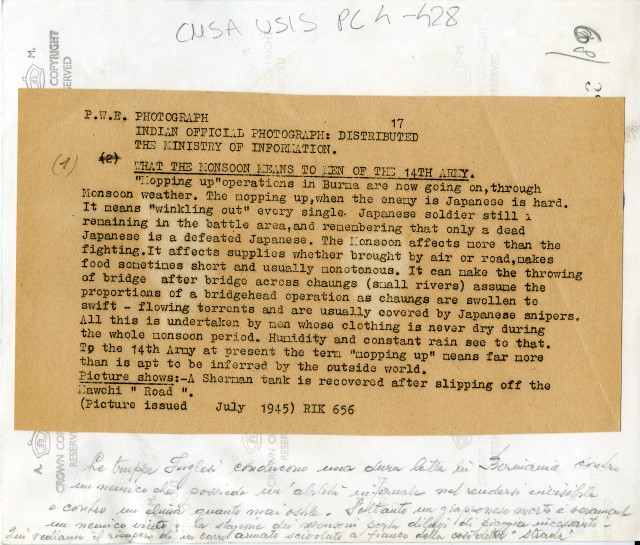 CMSA USIS PC 4-428
M.
COPYRIGHT
RESERVED
P.W.E. PHOTOGRAPH 17
INDIAN OFFICIAL PHOTOGRAPH: DISTRIBUTED
THE MINISTRY OF INFORMATION.
(1) (2) WHAT THE MONSOON MEANS TO MEN OF THE 14TH ARMY.
"Mopping up"operations in Burma are now going on,through
Monsoon weather. The mopping up,when the enemy is Japanese is hard.
It means "winkling out" every single Japanese soldier still
remaining in the battle area,and remembering that only a dead
Japanese is a defeated Japanese. The Monsoon affects more than the
fighting.It affects supplies whether brought by air or road,makes
food sometimes short and usually monotonous. It can make the throwing
of bridge after bridge across chaungs (small rivers) assume the
proportions of a bridgehead operation as chaungs are swollen to
swift - flowing torrents and are usually covered by Japanese snipers.
All this is undertaken by men whose clothing is never dry during
the whole monsoon period. Humidity and constant rain see to that.
To the 14th Army at present the term "mopping up" means far more
than is apt to be inferred by the outside world.
Picture shows:-A Sherman tank is recovered after slipping off the
Mawchi " Road ".
(Picture issued July 1945) RIK 656
A.
CROWN COP
RESERVE
Le truppe Inglesi conducono una dura lotta in Birmania contro
un nemico che possiede un'abilità infernale nel rendersi invisibile
e contro un clima quanto mai ostile. Soltanto un giapponese morto è veramente
un nemico vinto e la stagione dei monsoni porta diluvi di pioggia incessante -
Qui vediamo il recupero di un carro armato scivolato a fianco della così detta "strada"